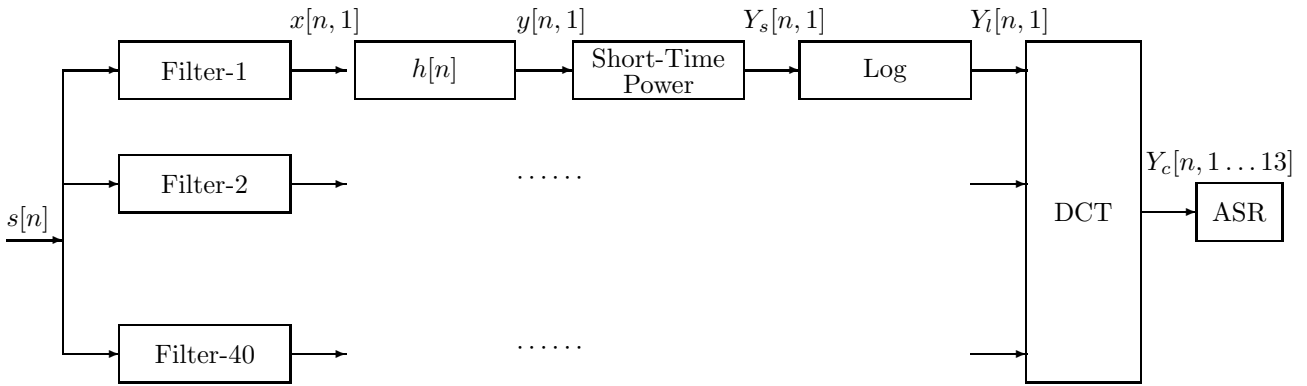 x[n, 1]
y[n, 1]
Y_s[n, 1]
Y_l[n, 1]
Filter-1
h[n]
Short-Time
Power
Log
Filter-2
......
s[n]
DCT
Y_c[n, 1 . . . 13]
ASR
Filter-40
......